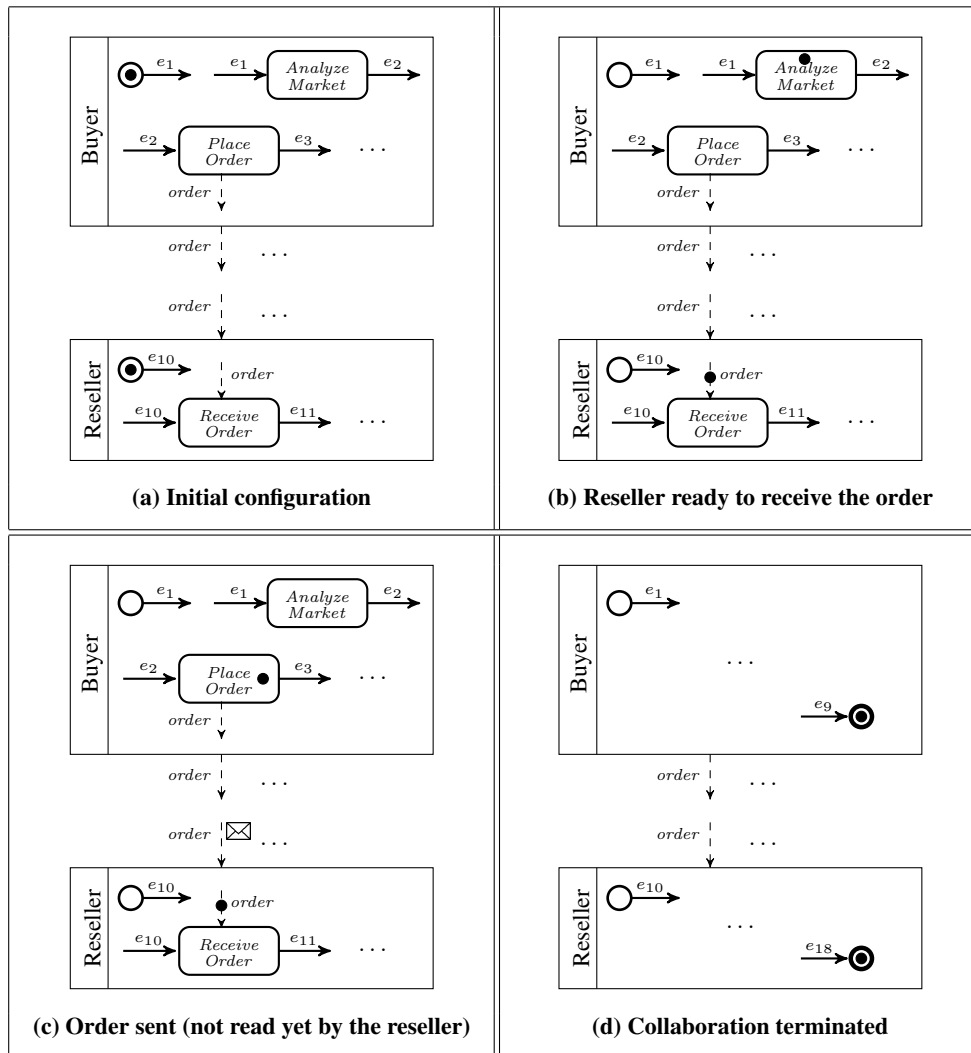 Buyer
e1 e1 Analyze Market e2
e2 Place Order e3 ...
order
order ...
order ...
Reseller
e10 order
e10 Receive Order e11 ...
(a) Initial configuration
Buyer
e1 e1 Analyze Market e2
e2 Place Order e3 ...
order
order ...
order ...
Reseller
e10 order
e10 Receive Order e11 ...
(b) Reseller ready to receive the order
Buyer
e1 e1 Analyze Market e2
e2 Place Order e3 ...
order
order ...
order ...
Reseller
e10 order
e10 Receive Order e11 ...
(c) Order sent (not read yet by the reseller)
Buyer
e1
...
e9
order ...
order ...
Reseller
e10
...
e18
(d) Collaboration terminated